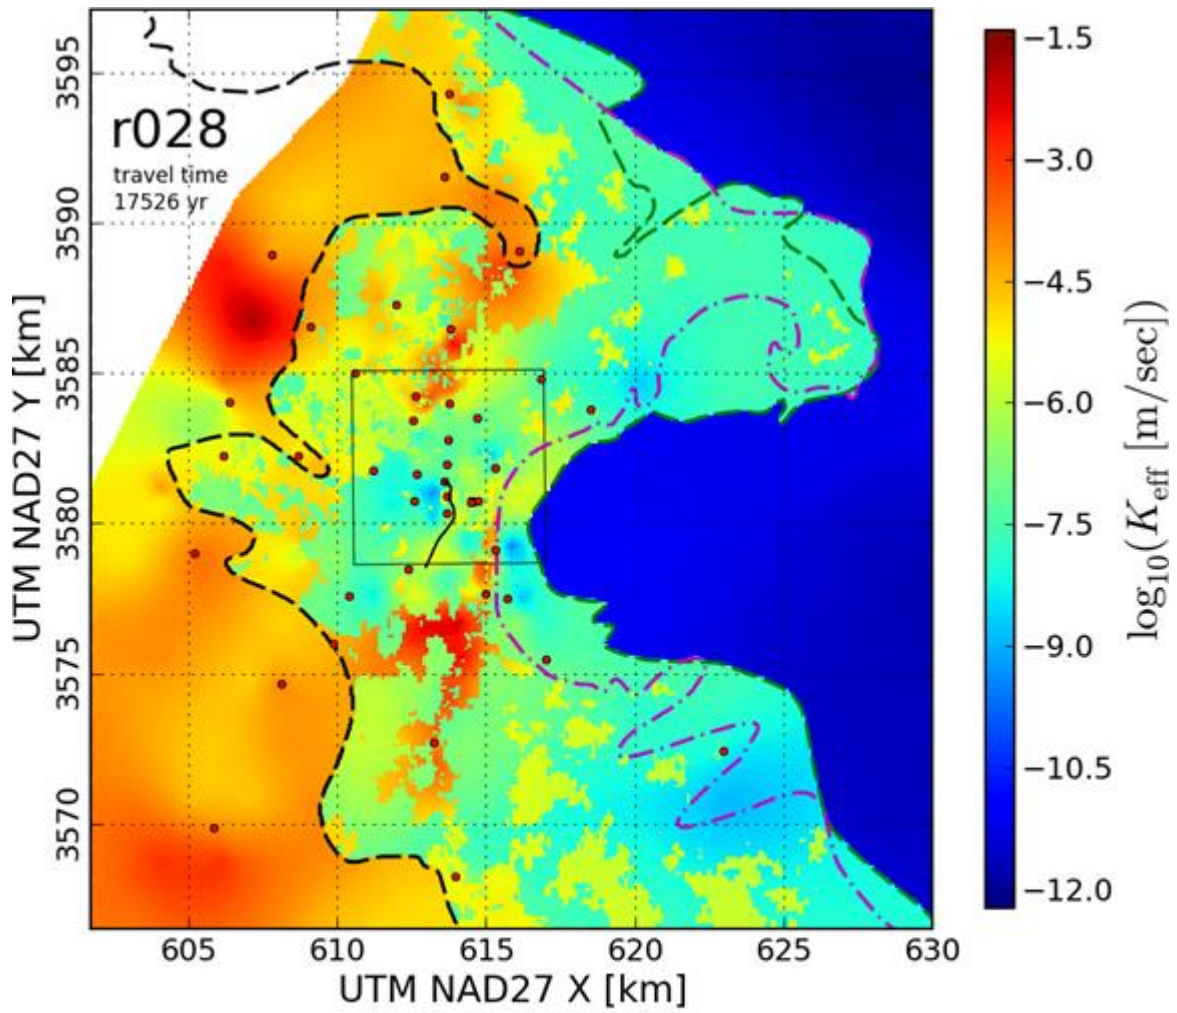 r028
travel time
17526 yr
3595
3590
3585
3580
3575
3570
UTM NAD27 Y [km]
605 610 615 620 625 630
UTM NAD27 X [km]
−1.5
−3.0
−4.5
−6.0
−7.5
−9.0
−10.5
−12.0
log10(Keff [m/sec])